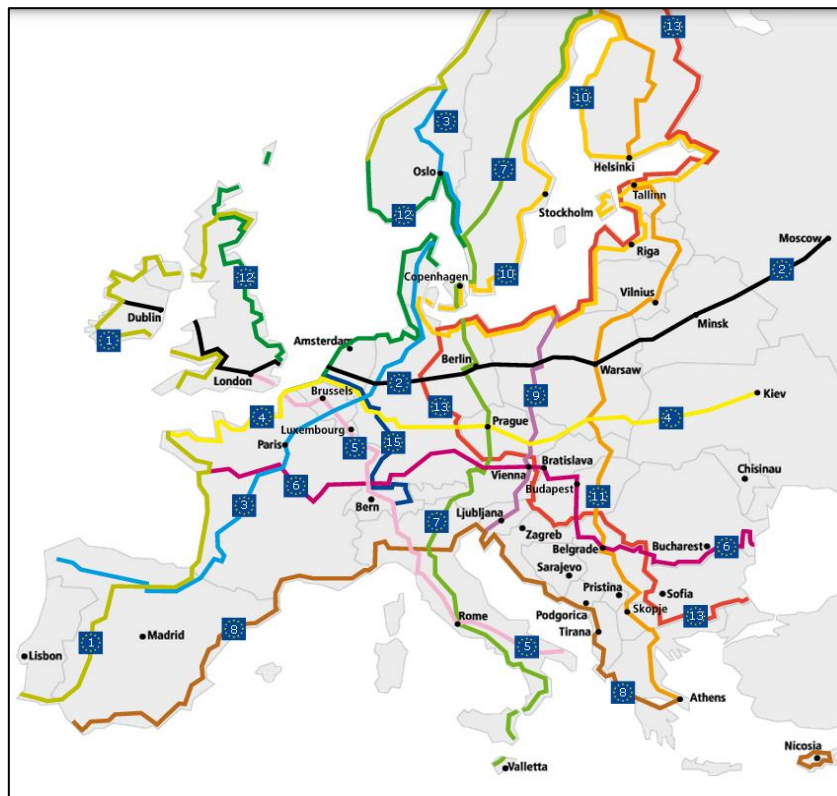 13
3
10
7
Oslo
Helsinki
12
Stockholm
Tallinn
Moscow
Riga
2
12
10
Copenhagen
Vilnius
Dublin
Minsk
1
Amsterdam
Berlin
Warsaw
London
2
9
Brussels
Kiev
13
4
4
Prague
Luxembourg
15
Paris
5
Bratislava
Vienna
Chisinau
3
6
Budapest
11
Bern
7
Ljubljana
Zagreb
Belgrade
Bucharest
6
Sarajevo
Pristina
Sofia
Podgorica
Skopje
13
Rome
Tirana
8
Madrid
1
5
Lisbon
8
Athens
Nicosia
Valletta